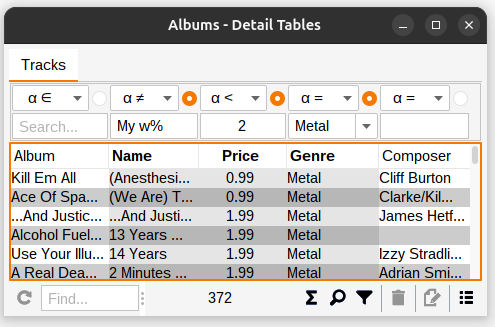 Albums - Detail Tables
Tracks
α ∈ α ≠ α < α = α =
Search... My w% 2 Metal
Album Name Price Genre Composer
Kill Em All (Anesthesi... 0.99 Metal Cliff Burton
Ace Of Spa... (We Are) T... 0.99 Metal Clarke/Kil...
...And Justic... ...And Justi... 1.99 Metal James Hetf...
Alcohol Fuel... 13 Years ... 1.99 Metal
Use Your Illu... 14 Years 1.99 Metal Izzy Stradli...
A Real Dea... 2 Minutes ... 1.99 Metal Adrian Smi...
Find... 372